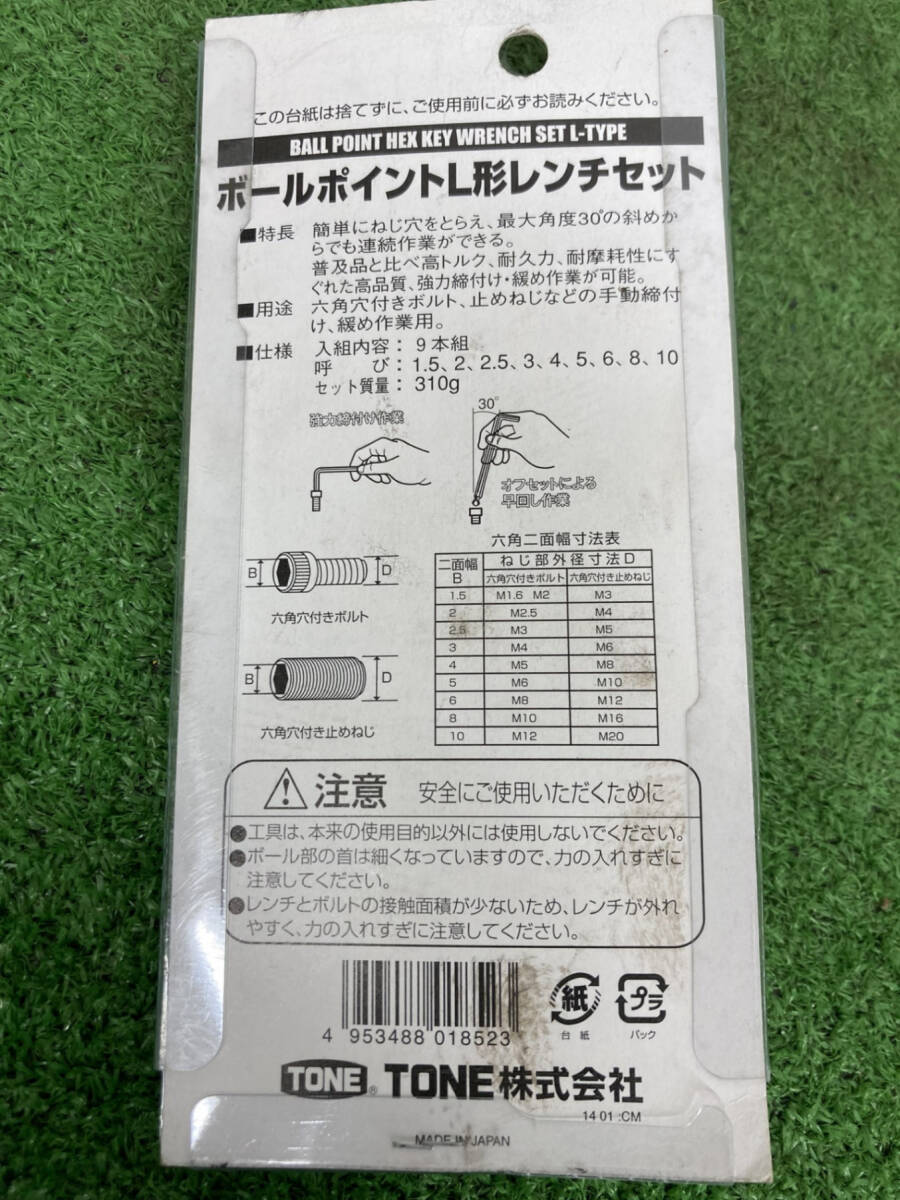 この台紙は捨てずに、ご使用前に必ずお読みください。
BALL POINT HEX KEY WRENCH SET L-TYPE
ボールポイントL形レンチセット
■特長 簡単にねじ穴をとらえ、最大角度30°の斜めか
らでも連続作業ができる。
普及品と比べ高トルク、耐久力、耐摩耗性にす
ぐれた高品質、強力締付け・緩め作業が可能。
■用途 六角穴付きボルト、止めねじなどの手動締付
け、緩め作業用。
■仕様 入組内容：9本組
呼び：1.5、2、2.5、3、4、5、6、8、10
セット質量：310g
強力締付け作業
30°
オフセットによる
早回し作業
B D
六角穴付きボルト
B D
六角穴付き止めねじ
六角二面幅寸法表
二面幅 B ねじ部外径寸法D
六角穴付きボルト 六角穴付き止めねじ
1.5 M1.6 M2 M3
2 M2.5 M4
2.5 M3 M5
3 M4 M6
4 M5 M8
5 M6 M10
6 M8 M12
8 M10 M16
10 M12 M20
注意 安全にご使用いただくために
●工具は、本来の使用目的以外には使用しないでください。
●ボール部の首は細くなっていますので、力の入れすぎに
注意してください。
●レンチとボルトの接触面積が少ないため、レンチが外れ
やすく、力の入れすぎに注意してください。
4 953488 018523
紙
台紙
プラ
パック
TONE® TONE株式会社
14 01 :CM
MADE IN JAPAN